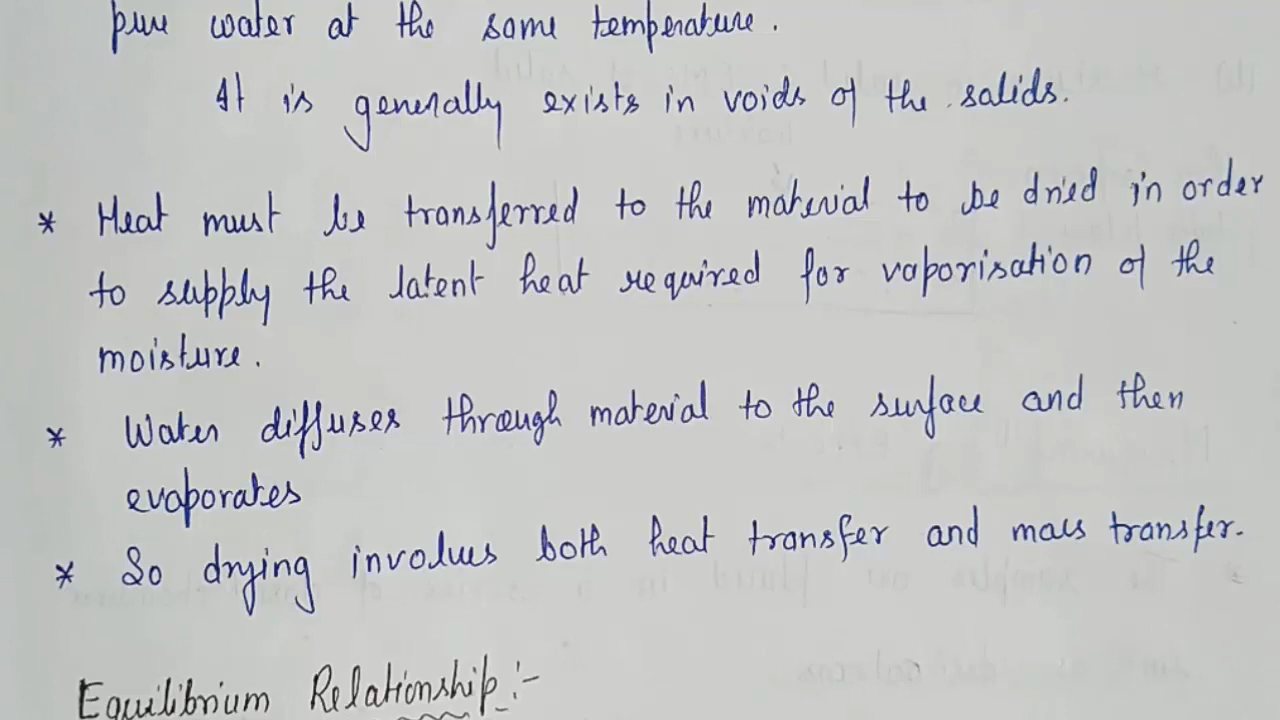 pure water at the same temperature.
It is generally exists in voids of the salids.
* Heat must be transferred to the material to be dried in order
to supply the latent heat required for vaporisation of the
moisture.
* Water diffuses through material to the surface and then
evaporates
* So drying involves both heat transfer and mass transfer.
Equilibrium Relationship:-